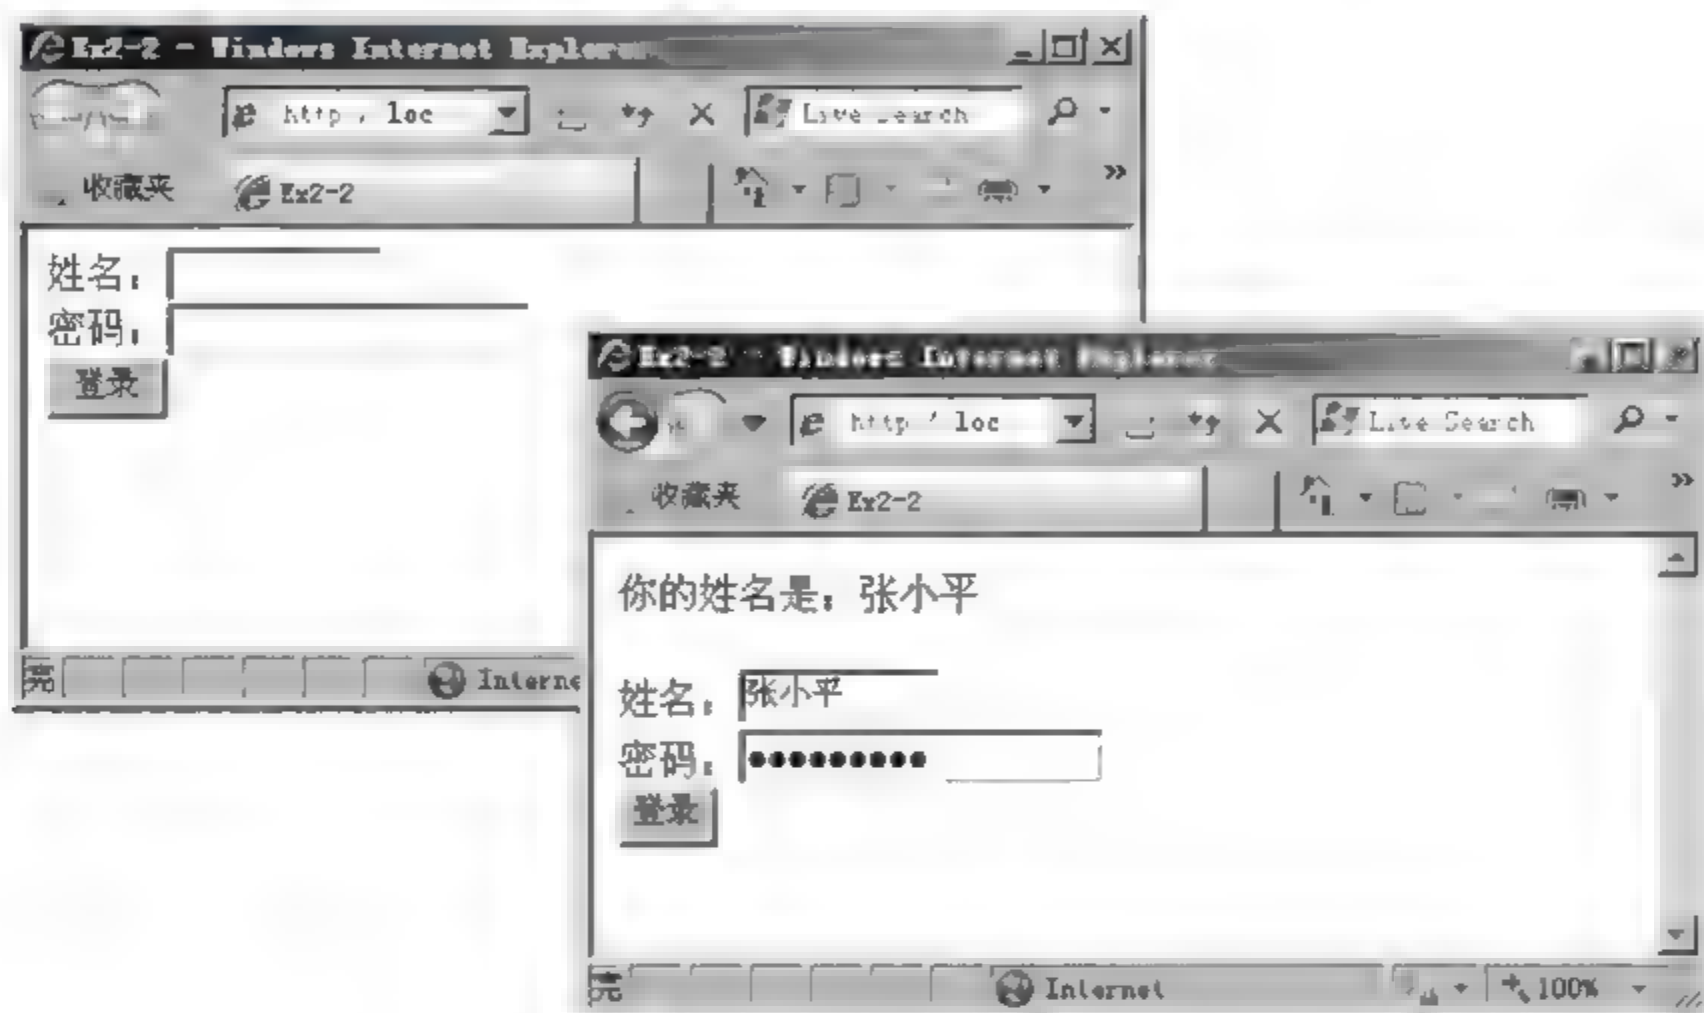 Ex2-2 - Windows Internet Explorer
http loc
Live Search
收藏夹
Ex2-2
姓名：
密码：
登录
Interne
Ex2-2 - Windows Internet Explorer
http / loc
Live Search
收藏夹
Ex2-2
你的姓名是：张小平
姓名：张小平
密码：●●●●●●●●●
登录
Internet
100%